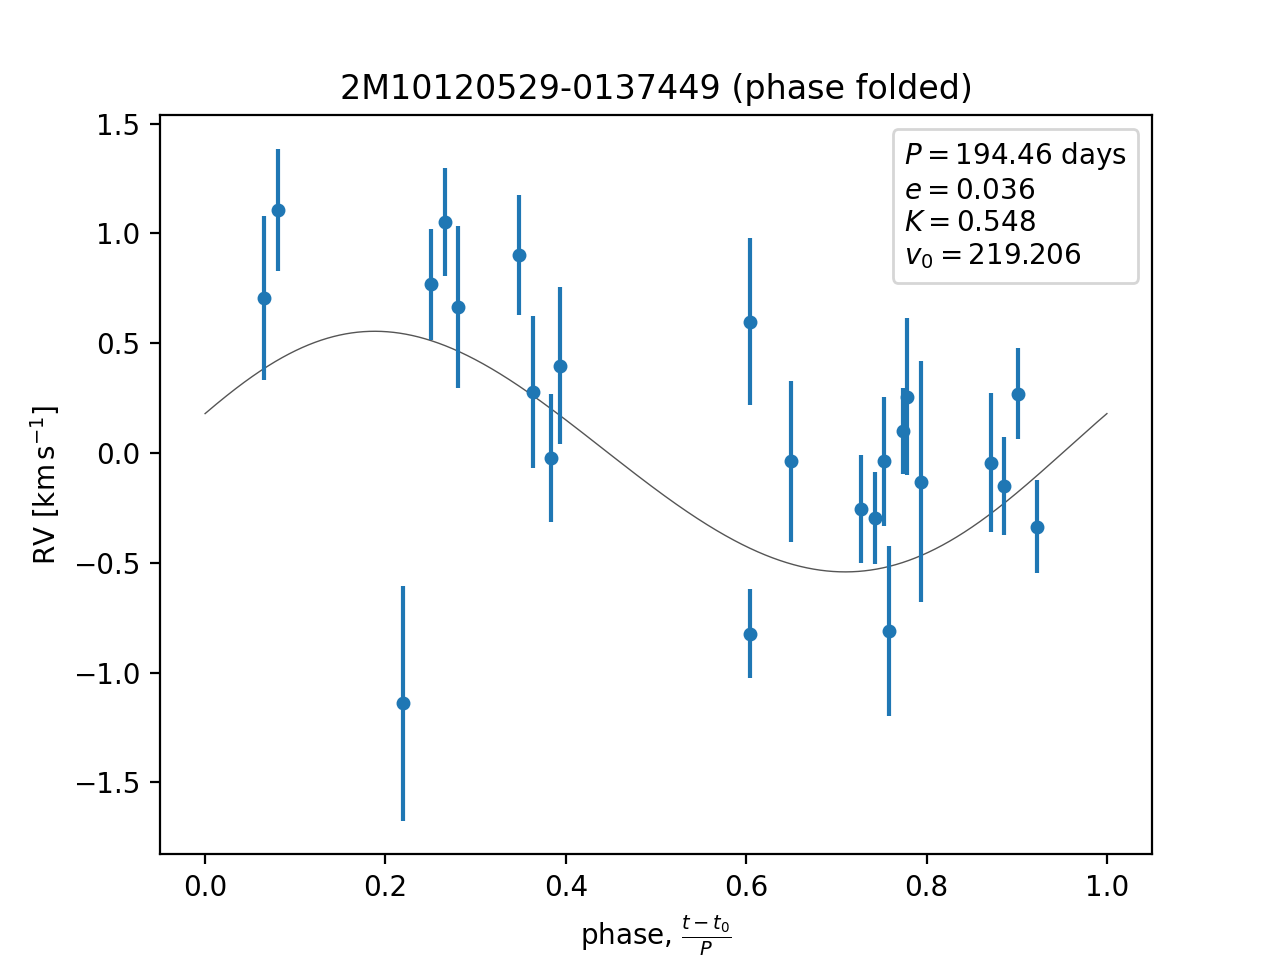 2M10120529-0137449 (phase folded)
P = 194.46 days
e = 0.036
K = 0.548
v₀ = 219.206
RV [km s⁻¹]
1.5
1.0
0.5
0.0
−0.5
−1.0
−1.5
0.0 0.2 0.4 0.6 0.8 1.0
phase, (t − t₀)/P